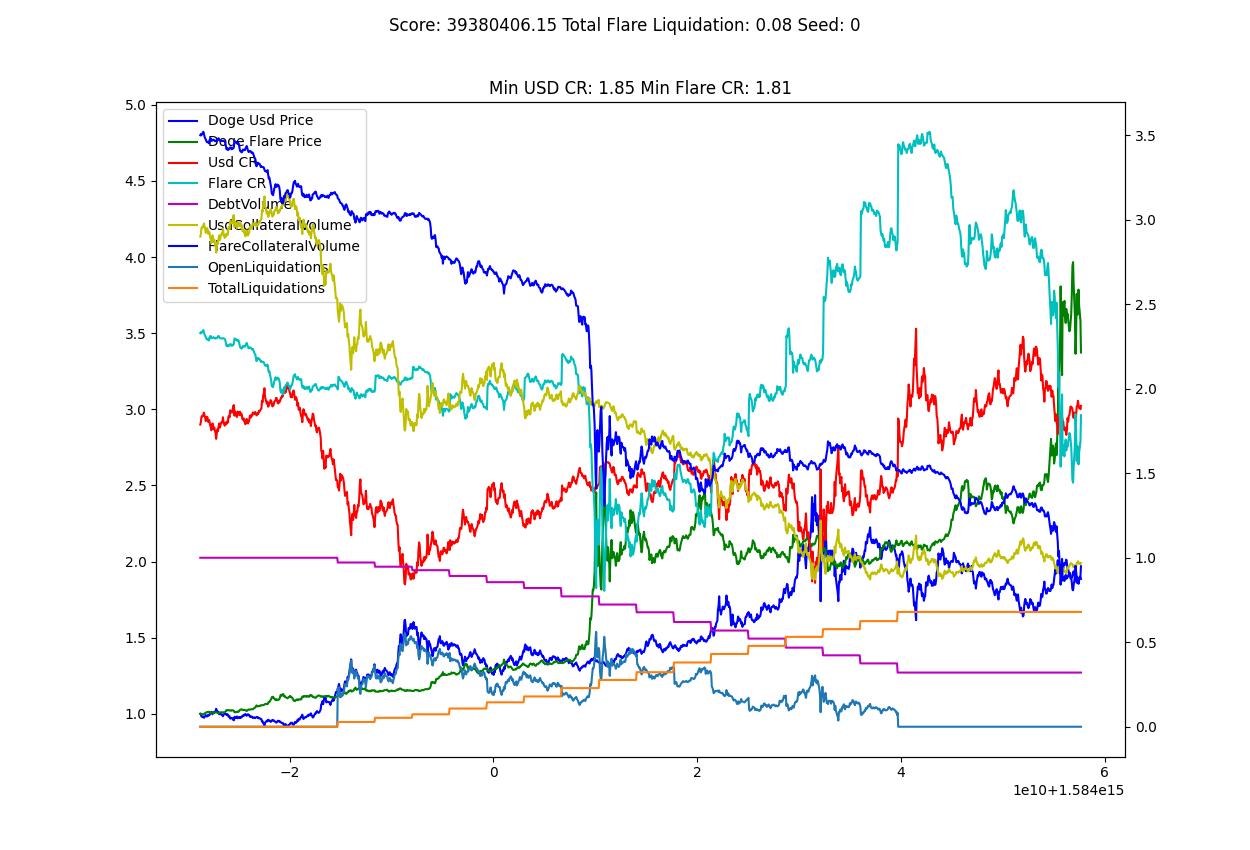 Score: 39380406.15 Total Flare Liquidation: 0.08 Seed: 0
Min USD CR: 1.85 Min Flare CR: 1.81
Doge Usd Price
Doge Flare Price
Usd CR
Flare CR
DebtVolume
UsdCollateralVolume
FlareCollateralVolume
OpenLiquidations
TotalLiquidations
5.0
4.5
4.0
3.5
3.0
2.5
2.0
1.5
1.0
3.5
3.0
2.5
2.0
1.5
1.0
0.5
0.0
−2 0 2 4 6
1e10+1.584e15